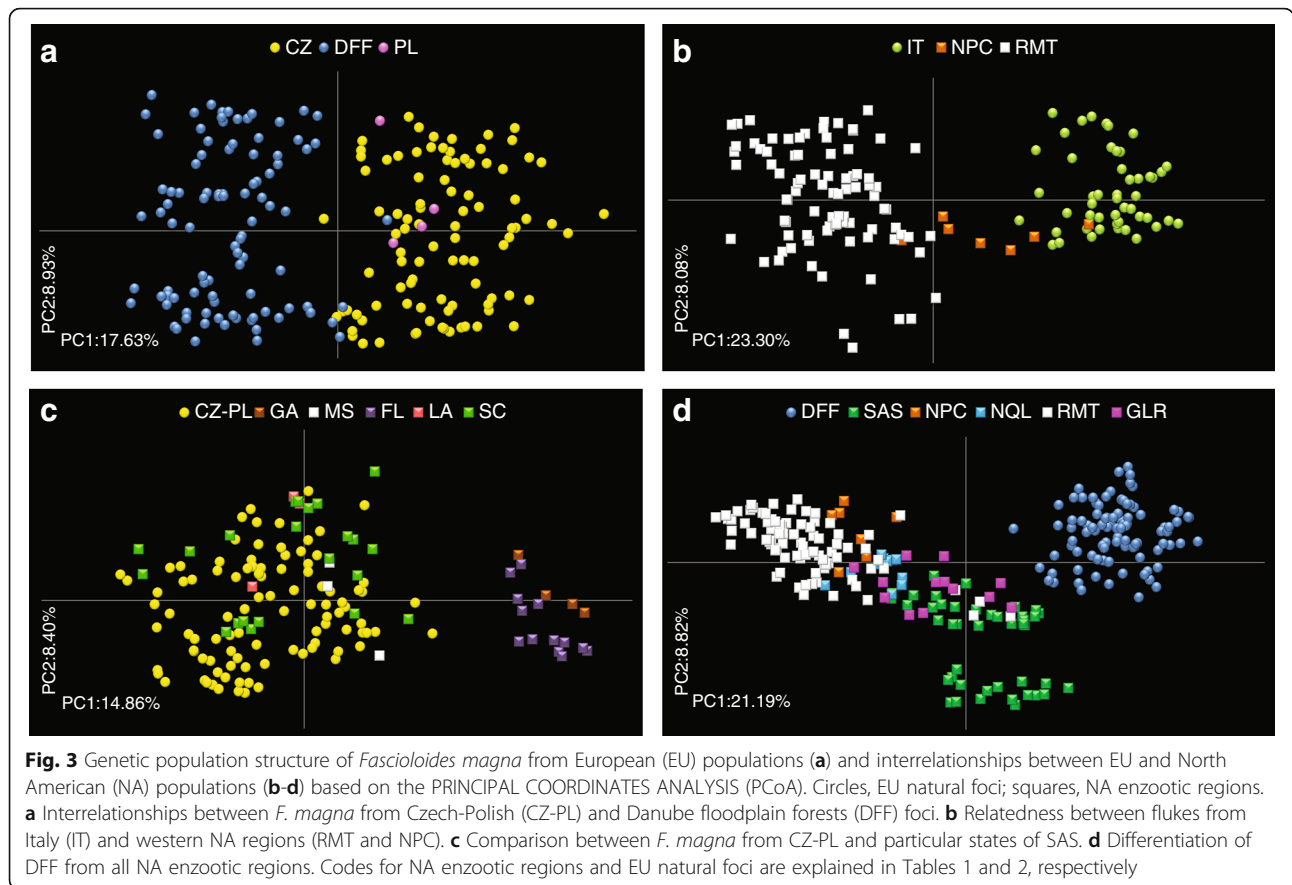 a
CZ DFF PL
PC2:8.93%
PC1:17.63%
b
IT NPC RMT
PC2:8.08%
PC1:23.30%
c
CZ-PL GA MS FL LA SC
PC2:8.40%
PC1:14.86%
d
DFF SAS NPC NQL RMT GLR
PC2:8.82%
PC1:21.19%
Fig. 3 Genetic population structure of Fascioloides magna from European (EU) populations (a) and interrelationships between EU and North
American (NA) populations (b-d) based on the PRINCIPAL COORDINATES ANALYSIS (PCoA). Circles, EU natural foci; squares, NA enzootic regions.
a Interrelationships between F. magna from Czech-Polish (CZ-PL) and Danube floodplain forests (DFF) foci. b Relatedness between flukes from
Italy (IT) and western NA regions (RMT and NPC). c Comparison between F. magna from CZ-PL and particular states of SAS. d Differentiation of
DFF from all NA enzootic regions. Codes for NA enzootic regions and EU natural foci are explained in Tables 1 and 2, respectively